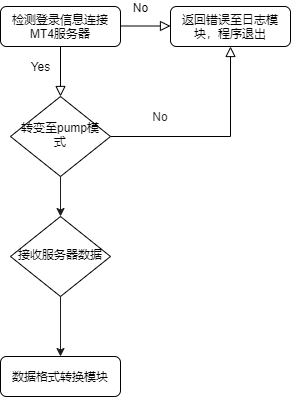 检测登录信息连接
MT4服务器
No
返回错误至日志模
块，程序退出
Yes
转变至pump模
式
No
接收服务器数据
数据格式转换模块